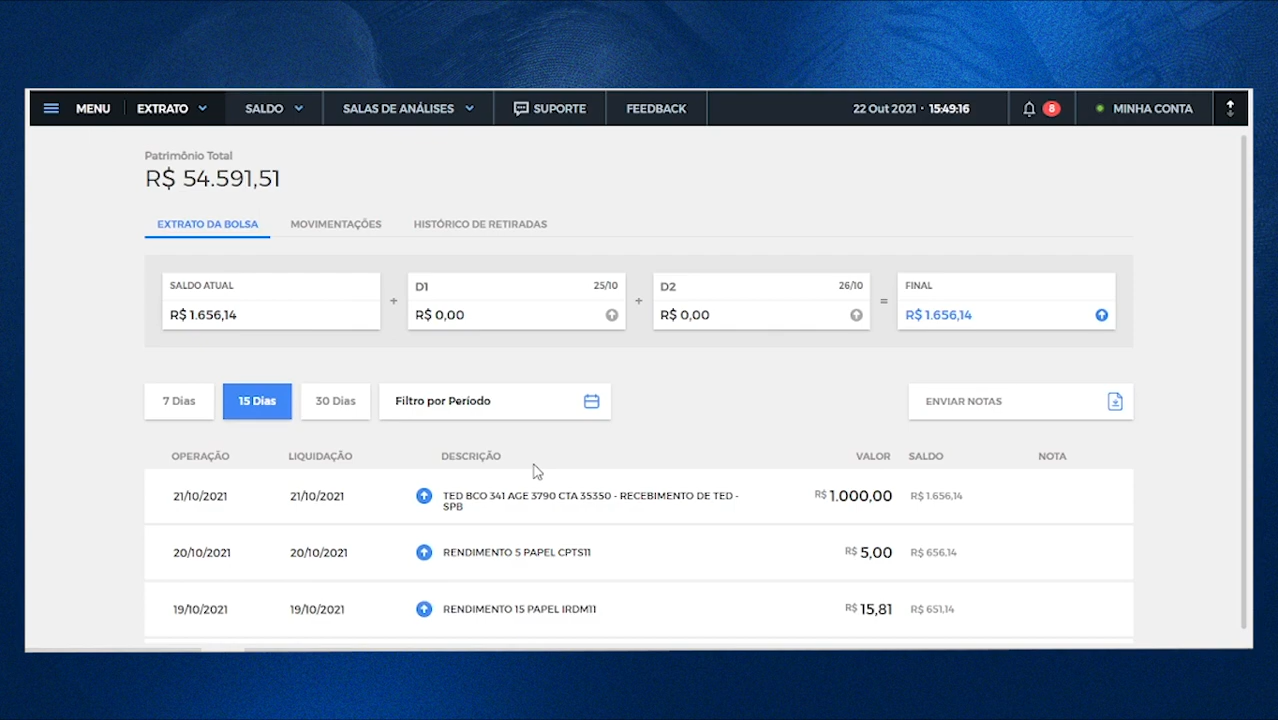 MENU EXTRATO SALDO SALAS DE ANÁLISES SUPORTE FEEDBACK 22 Out 2021 · 15:49:16 8 MINHA CONTA
Patrimônio Total
R$ 54.591,51
EXTRATO DA BOLSA MOVIMENTAÇÕES HISTÓRICO DE RETIRADAS
SALDO ATUAL D1 25/10 D2 26/10 FINAL
R$ 1.656,14 + R$ 0,00 + R$ 0,00 = R$ 1.656,14
7 Dias 15 Dias 30 Dias Filtro por Período ENVIAR NOTAS
OPERAÇÃO LIQUIDAÇÃO DESCRIÇÃO VALOR SALDO NOTA
21/10/2021 21/10/2021 TED BCO 341 AGE 3790 CTA 35350 - RECEBIMENTO DE TED - R$ 1.000,00 R$ 1.656,14
SPB
20/10/2021 20/10/2021 RENDIMENTO 5 PAPEL CPTS11 R$ 5,00 R$ 656,14
19/10/2021 19/10/2021 RENDIMENTO 15 PAPEL IRDM11 R$ 15,81 R$ 651,14